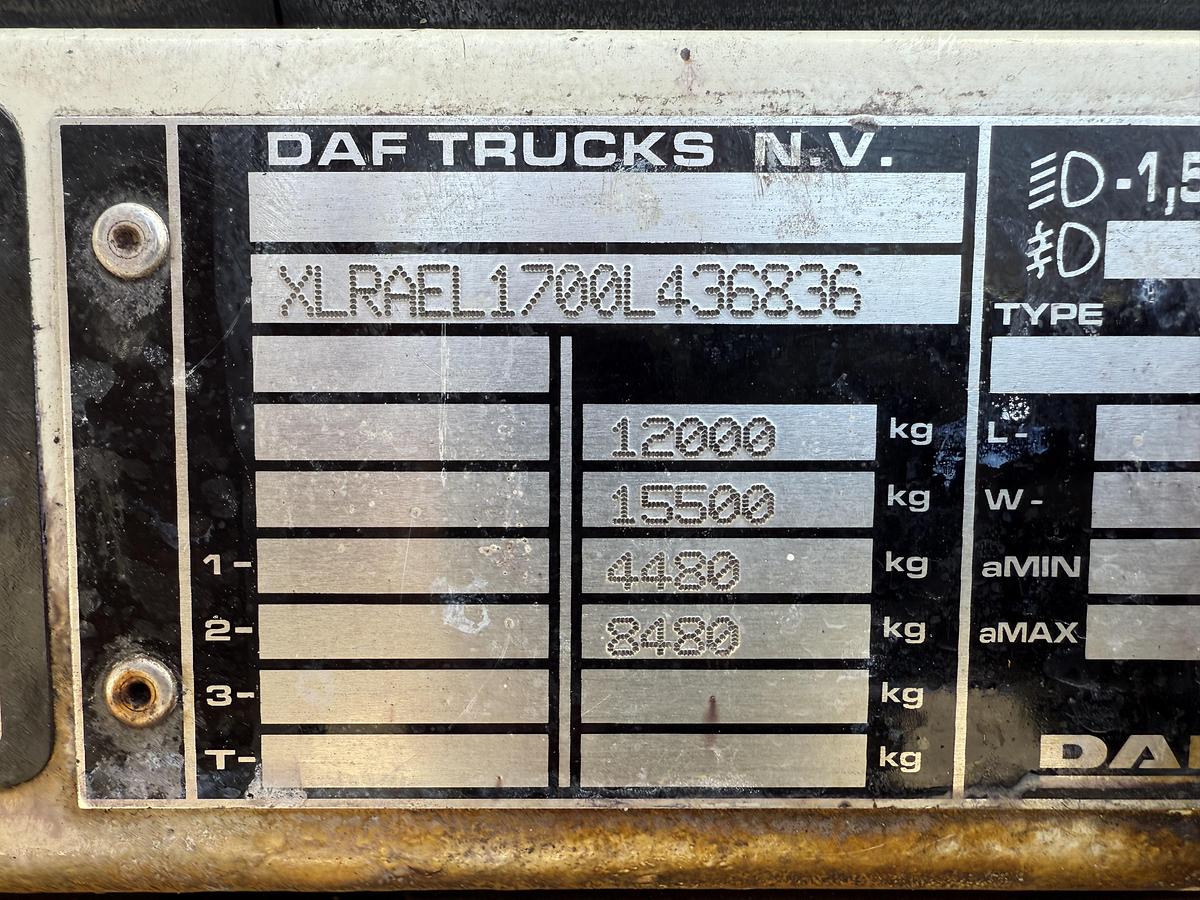 DAF TRUCKS N.V.
XLRAEL1700L436836
12000 kg
15500 kg
1- 4480 kg
2- 8480 kg
3- kg
T- kg
-1,5
TYPE
L-
W-
aMIN
aMAX